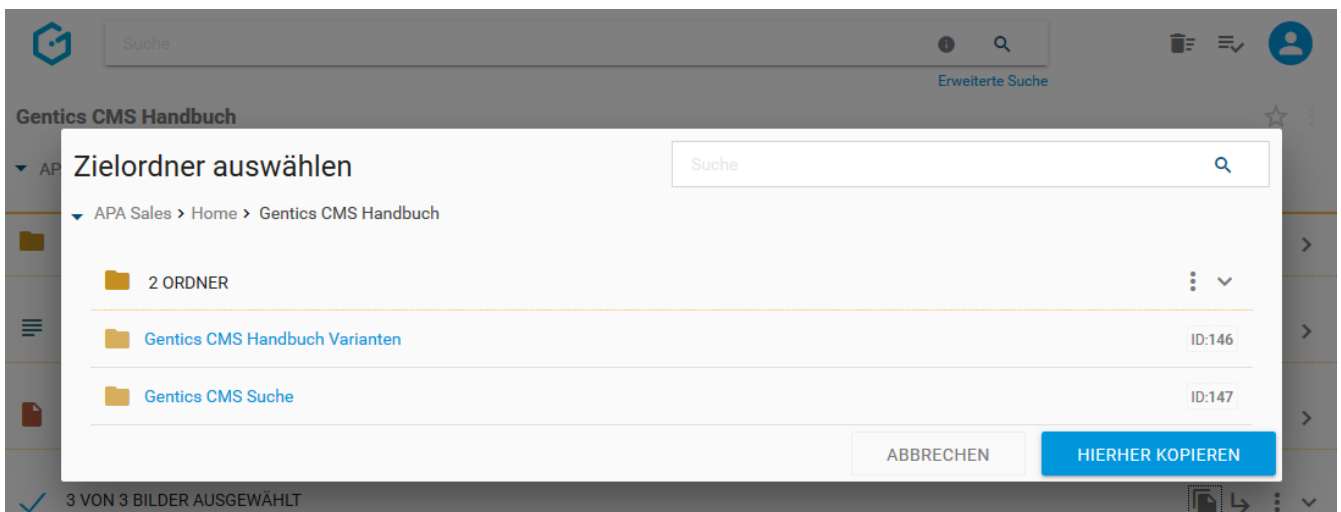 Suche
Erweiterte Suche
Gentics CMS Handbuch
AP
Zielordner auswählen
Suche
APA Sales > Home > Gentics CMS Handbuch
2 ORDNER
Gentics CMS Handbuch Varianten
ID:146
Gentics CMS Suche
ID:147
ABBRECHEN
HIERHER KOPIEREN
3 VON 3 BILDER AUSGEWÄHLT